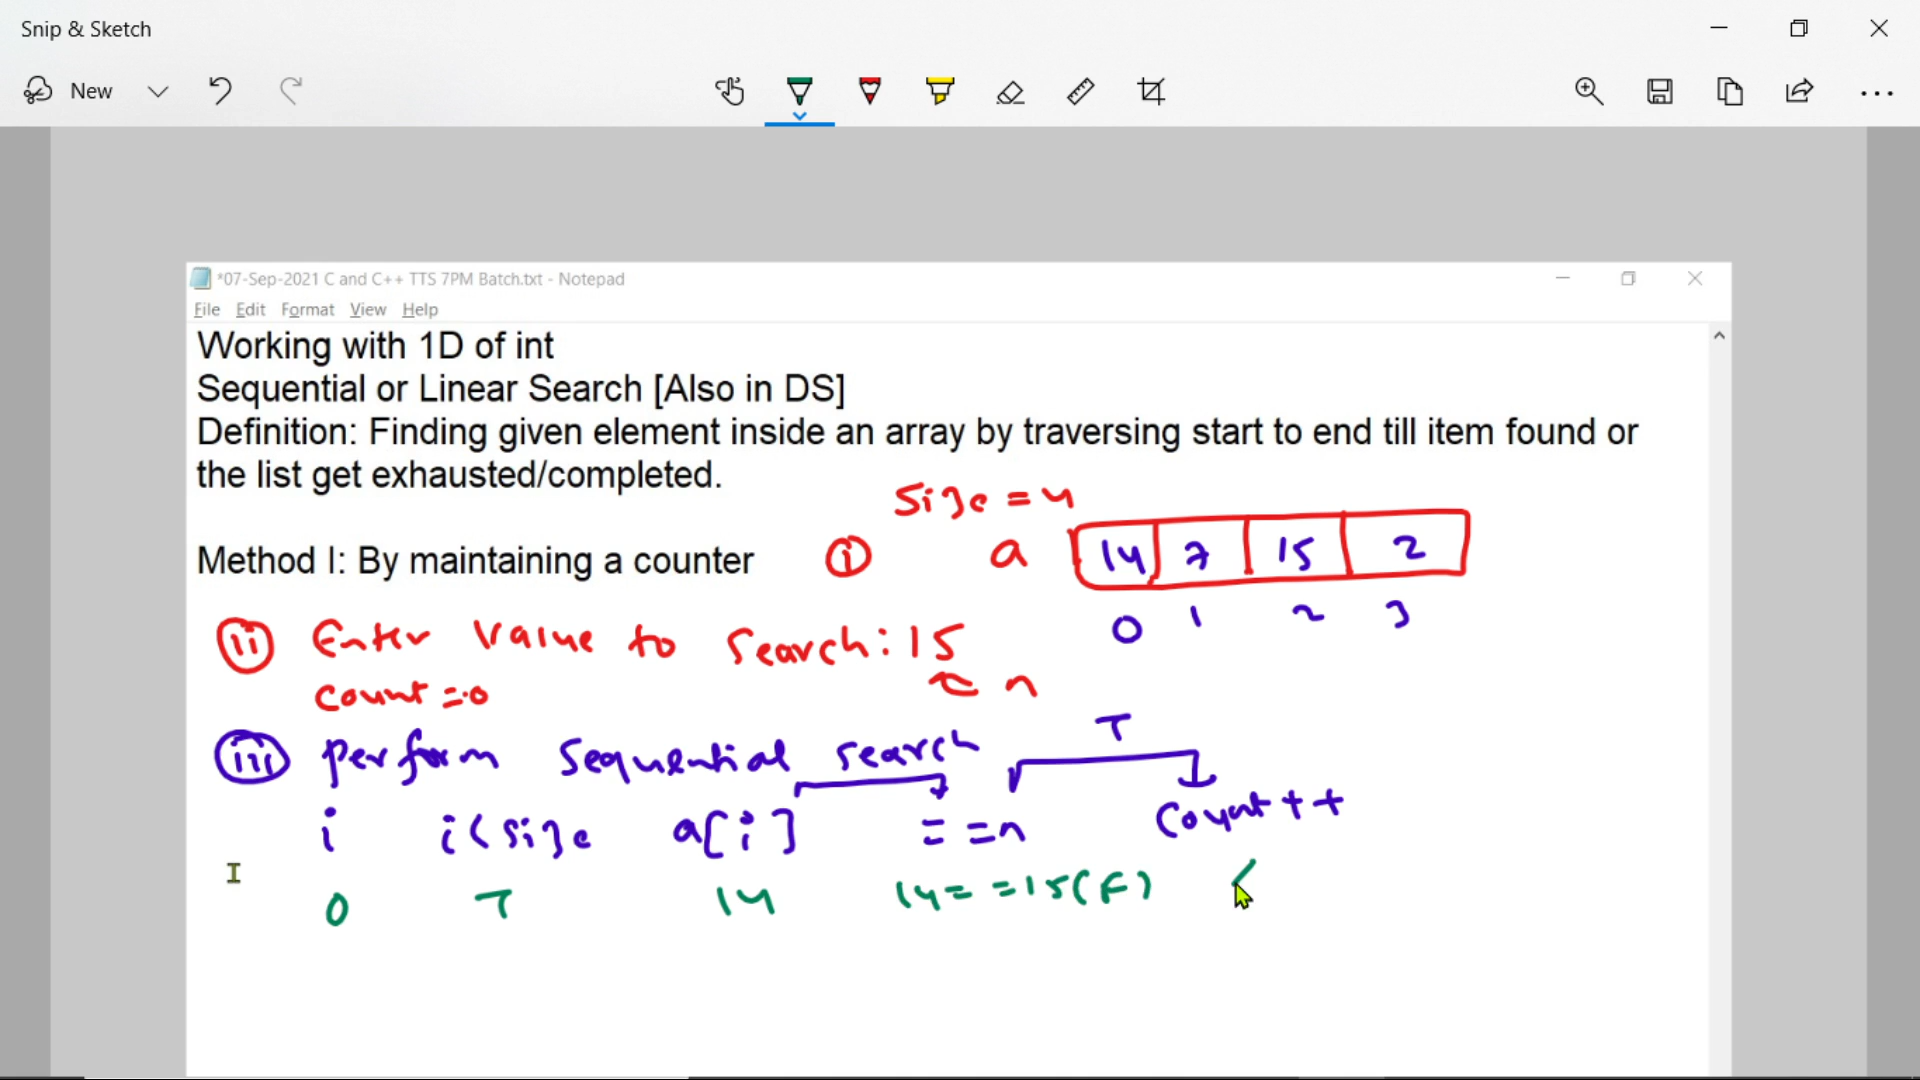 Snip & Sketch
New
*07-Sep-2021 C and C++ TTS 7PM Batch.txt - Notepad
File Edit Format View Help
Working with 1D of int
Sequential or Linear Search [Also in DS]
Definition: Finding given element inside an array by traversing start to end till item found or
the list get exhausted/completed.
size = 4
Method I: By maintaining a counter (i) a 14 7 15 2
0 1 2 3
(ii) Enter value to search: 15
count = 0 n
(iii) perform sequential search T
i i<size a[i] ==n count++
0 T 14 14==15(F)